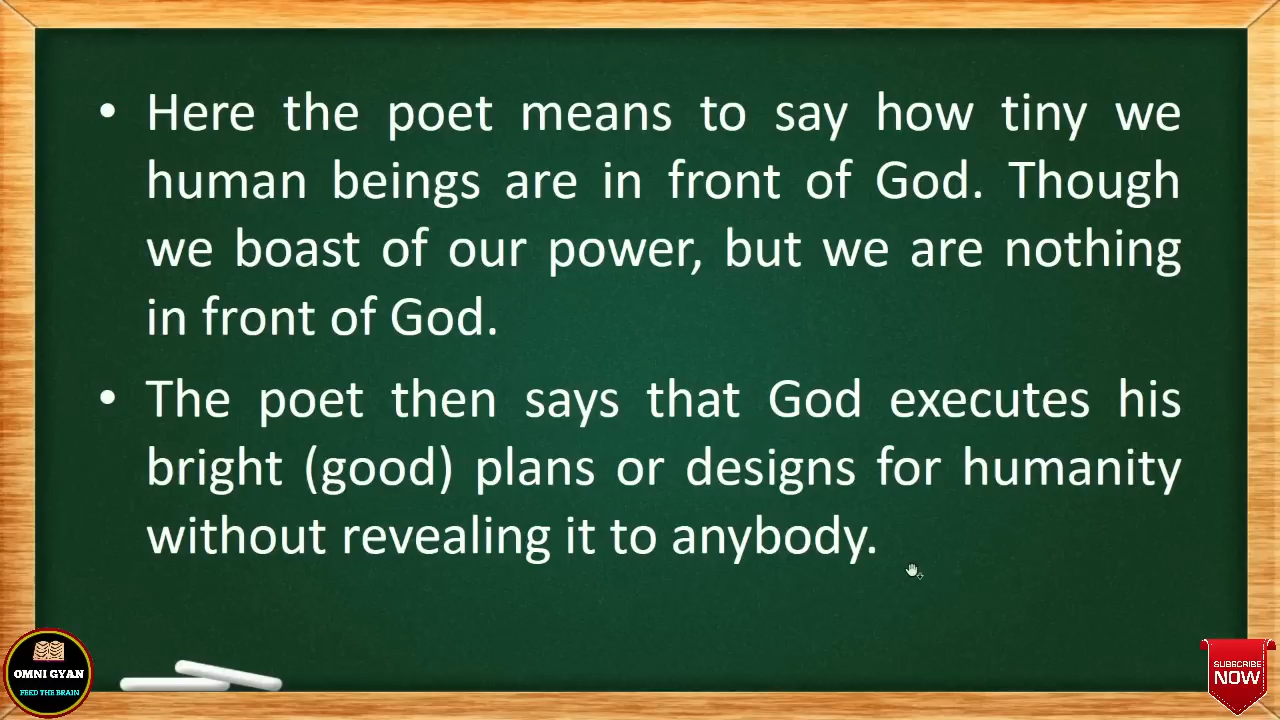 • Here the poet means to say how tiny we
human beings are in front of God. Though
we boast of our power, but we are nothing
in front of God.
• The poet then says that God executes his
bright (good) plans or designs for humanity
without revealing it to anybody.
OMNI GYAN
FEED THE BRAIN
SUBSCRIBE
NOW